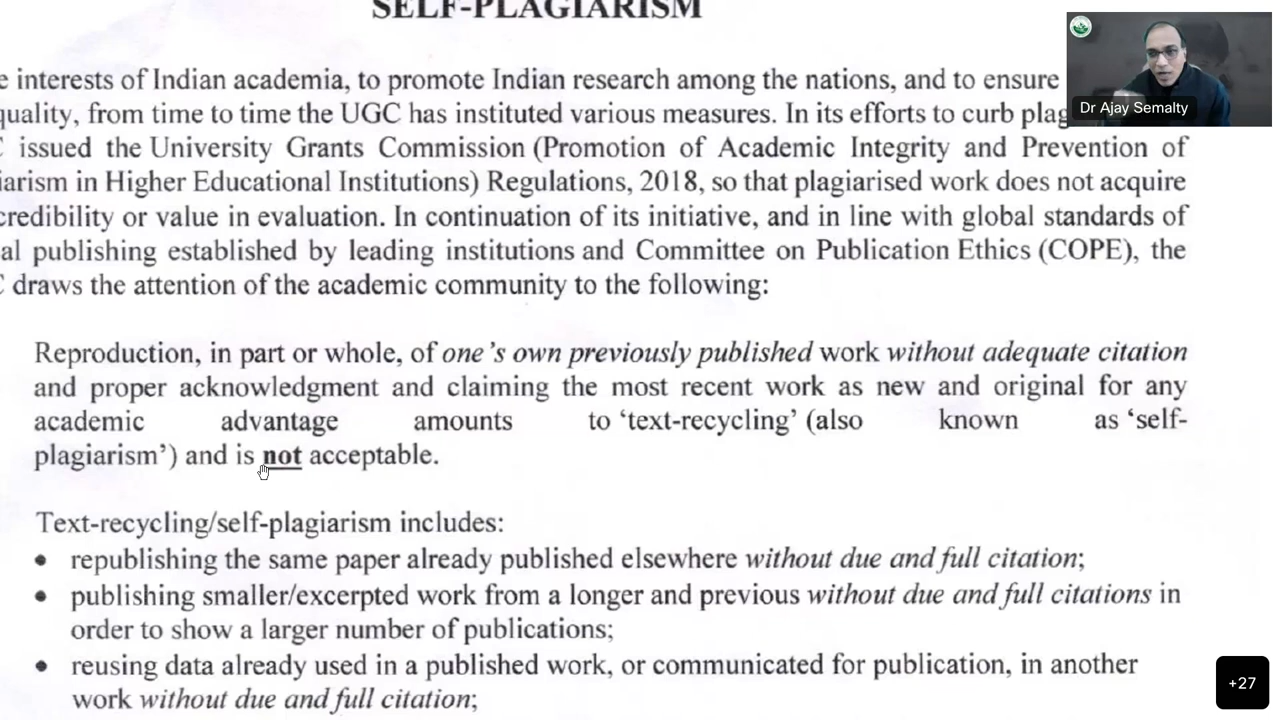 SELF-PLAGIARISM
e interests of Indian academia, to promote Indian research among the nations, and to ensure
quality, from time to time the UGC has instituted various measures. In its efforts to curb plag
C issued the University Grants Commission (Promotion of Academic Integrity and Prevention of
iarism in Higher Educational Institutions) Regulations, 2018, so that plagiarised work does not acquire
credibility or value in evaluation. In continuation of its initiative, and in line with global standards of
al publishing established by leading institutions and Committee on Publication Ethics (COPE), the
C draws the attention of the academic community to the following:
Reproduction, in part or whole, of one's own previously published work without adequate citation
and proper acknowledgment and claiming the most recent work as new and original for any
academic advantage amounts to ‘text-recycling’ (also known as ‘self-
plagiarism’) and is not acceptable.
Text-recycling/self-plagiarism includes:
• republishing the same paper already published elsewhere without due and full citation;
• publishing smaller/excerpted work from a longer and previous without due and full citations in
order to show a larger number of publications;
• reusing data already used in a published work, or communicated for publication, in another
work without due and full citation;
Dr Ajay Semalty
+27